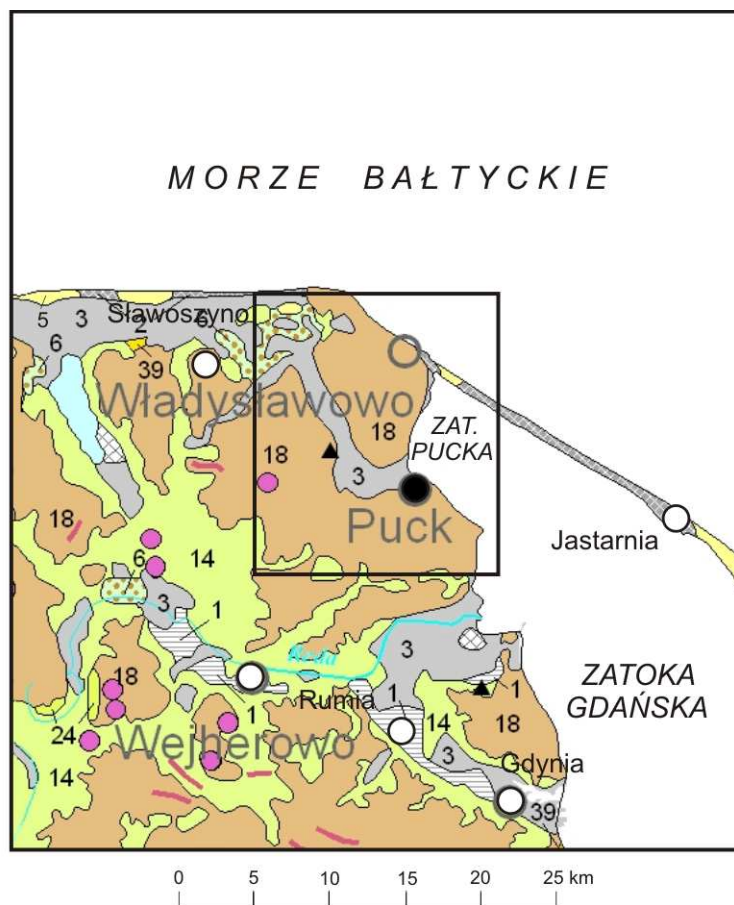 MORZE BAŁTYCKIE
Sławoszyno
5 3 2 6
6
39
Władysławowo
ZAT.
PUCKA
18
18
3
Puck
18
Jastarnia
14
6
3
1
3
Reda
ZATOKA
GDAŃSKA
18
Rumia
1
1
14
1
18
24
Wejherowo
3
14
Gdynia
39
0 5 10 15 20 25 km